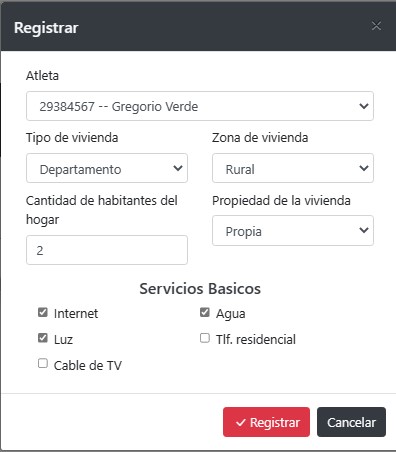 Registrar
×
Atleta
29384567 -- Gregorio Verde
Tipo de vivienda
Zona de vivienda
Departamento
Rural
Cantidad de habitantes del
hogar
Propiedad de la vivienda
2
Propia
Servicios Basicos
Internet
Agua
Luz
Tlf. residencial
Cable de TV
✓ Registrar
Cancelar